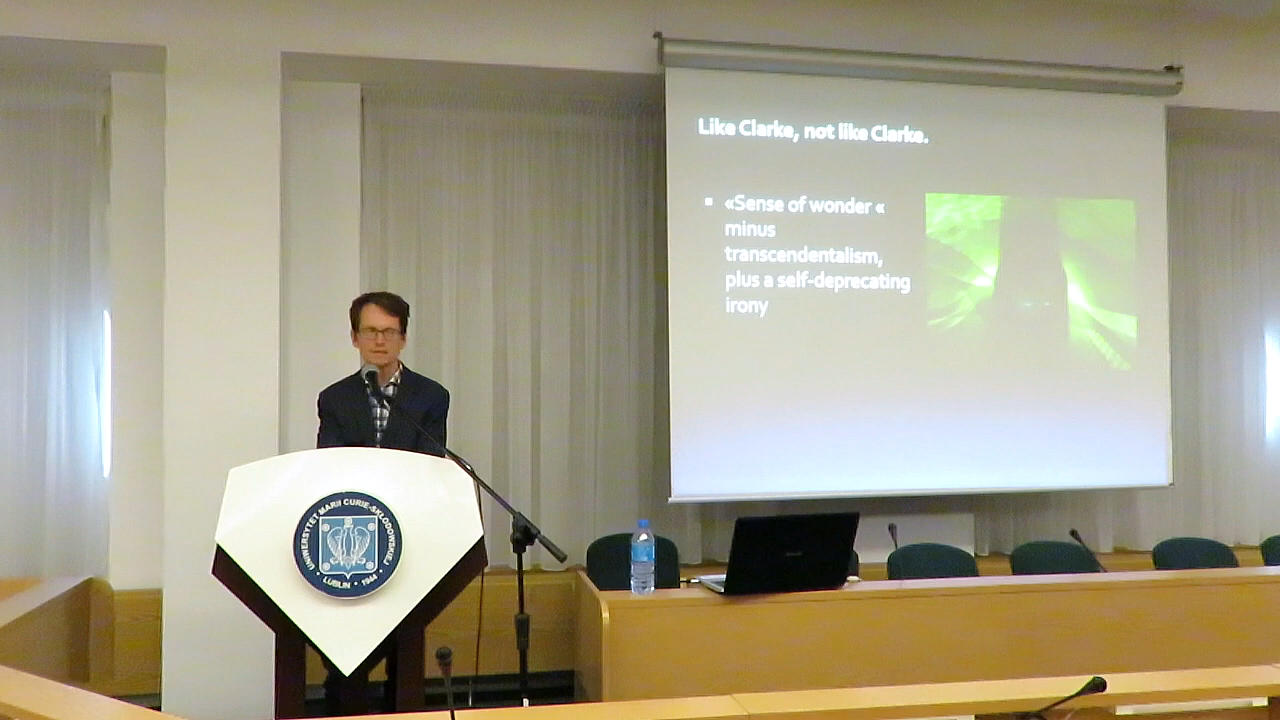 Like Clarke, not like Clarke.
▪ «Sense of wonder «
minus
transcendentalism,
plus a self-deprecating
irony
UNIWERSYTET MARII CURIE-SKŁODOWSKIEJ
• LUBLIN • 1944 •